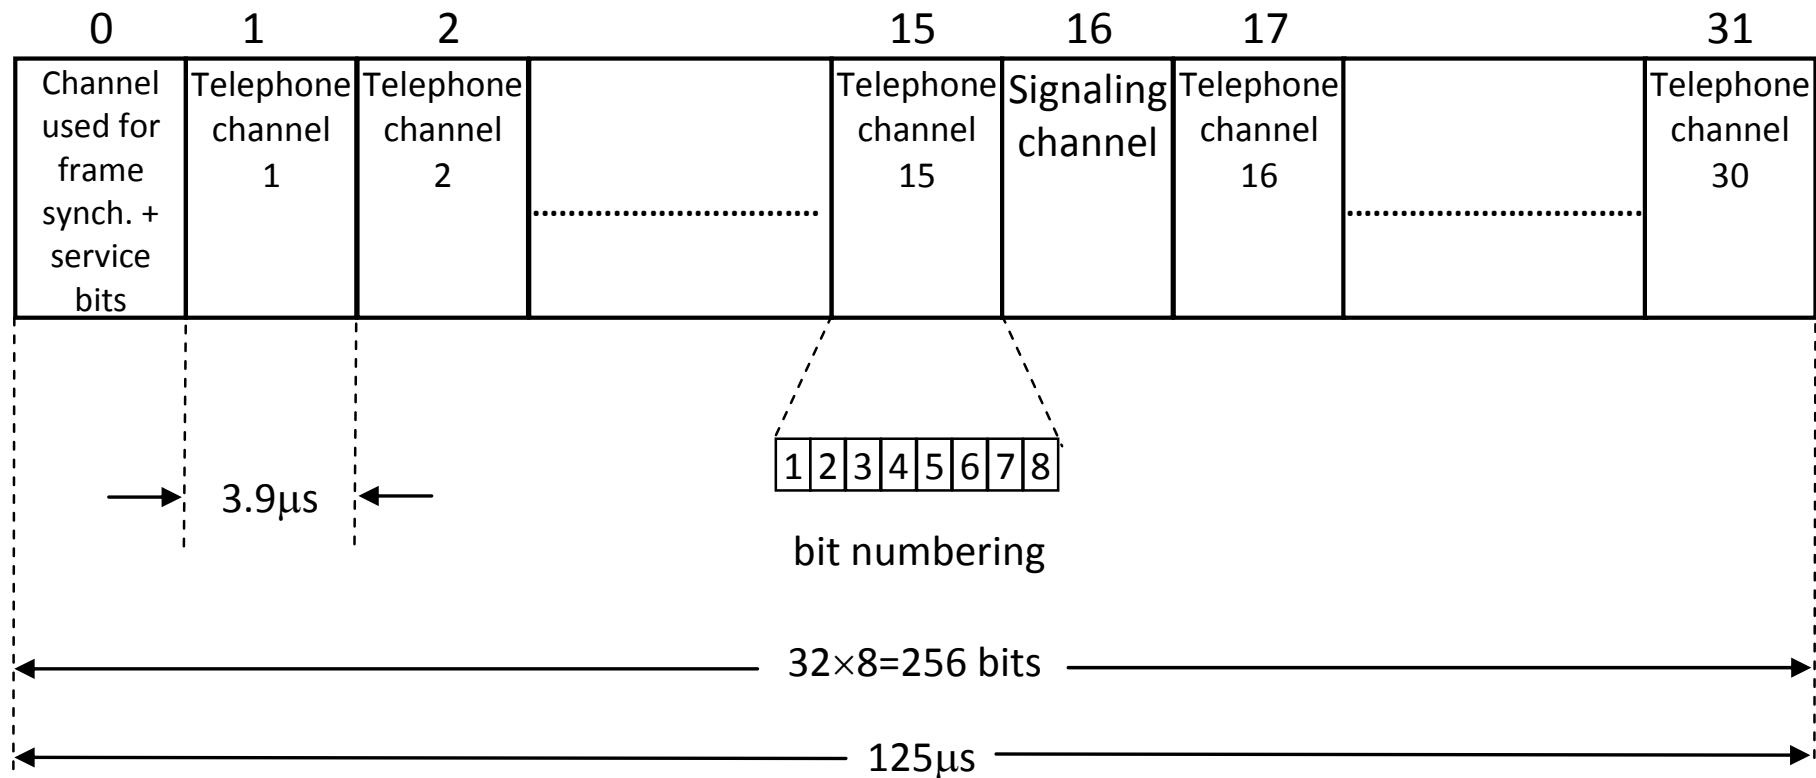 0 1 2 15 16 17 31
Channel
used for
frame
synch. +
service
bits
Telephone
channel
1
Telephone
channel
2
Telephone
channel
15
Signaling
channel
Telephone
channel
16
Telephone
channel
30
1 2 3 4 5 6 7 8
3.9μs
bit numbering
32×8=256 bits
125μs